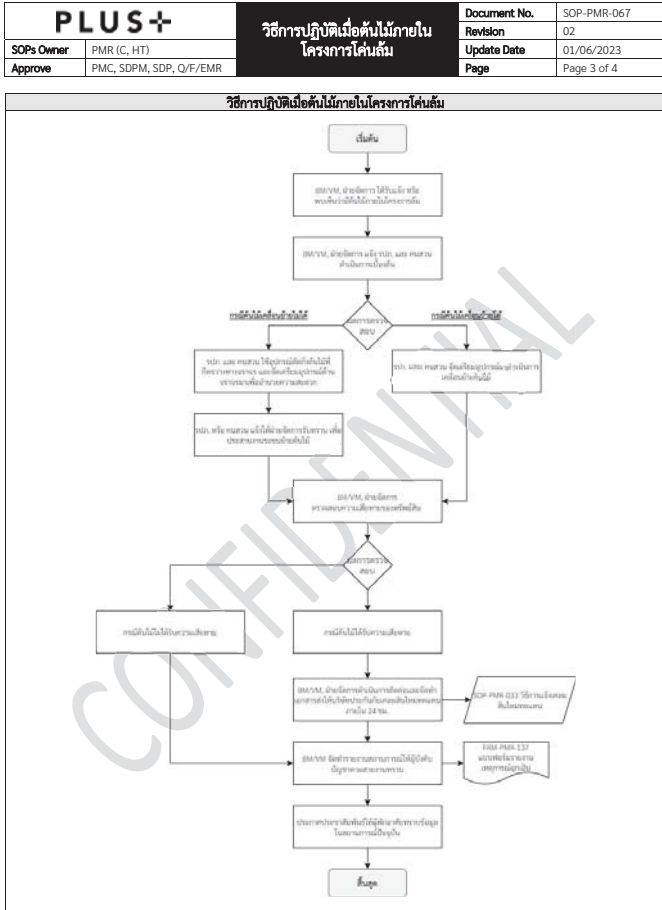 PLUS+
SOPs Owner PMR (C, HT)
Approve PMC, SDPM, SDP, Q/F/EMR
วิธีการปฏิบัติเมื่อต้นไม้ภายใน
โครงการโค่นล้ม
Document No. SOP-PMR-067
Revision 02
Update Date 01/06/2023
Page Page 3 of 4
วิธีการปฏิบัติเมื่อต้นไม้ภายในโครงการโค่นล้ม
เริ่มต้น
BM/VM, ฝ่ายจัดการ ได้รับแจ้ง หรือ
พบเห็นว่ามีต้นไม้ภายในโครงการล้ม
BM/VM, ฝ่ายจัดการ แจ้ง รปภ. และ คนสวน
ดำเนินการเบื้องต้น
กรณีต้นไม้เคลื่อนย้ายไม่ได้
กรณีต้นไม้เคลื่อนย้ายได้
ผลการตรวจ
สอบ
รปภ. และ คนสวน ใช้อุปกรณ์ตัดกิ่งต้นไม้ที่
กีดขวางทางจราจร และจัดเตรียมอุปกรณ์ด้าน
จราจรมาเพื่ออำนวยความสะดวก
รปภ. และ คนสวน จัดเตรียมอุปกรณ์
เคลื่อนย้ายต้นไม้
รปภ. หรือ คนสวน แจ้งให้ฝ่ายจัดการรับทราบ เพื่อ
ประสานงานรถขนย้ายต้นไม้
BM/VM, ฝ่ายจัดการ
ตรวจสอบความเสียหายของทรัพย์สิน
ผลการตรวจ
สอบ
กรณีต้นไม้ไม่ได้รับความเสียหาย
กรณีต้นไม้ได้รับความเสียหาย
BM/VM, ฝ่ายจัดการดำเนินการติดต่อและจัดทำ
เอกสารส่งให้บริษัทประกันภัยเคลมสินไหมทดแทน
ภายใน 24 ชม.
SOP-PMR-033 วิธีการแจ้งเคลม
สินไหมทดแทน
BM/VM จัดทำรายงานสถานการณ์ให้ผู้บังคับ
บัญชาตามสายงานทราบ
FRM-PMR-137
แบบฟอร์มรายงาน
เหตุการณ์ฉุกเฉิน
ประกาศประชาสัมพันธ์ให้ผู้พักอาศัยทราบข้อมูล
ในสถานการณ์ปัจจุบัน
สิ้นสุด
CONFIDENTIAL